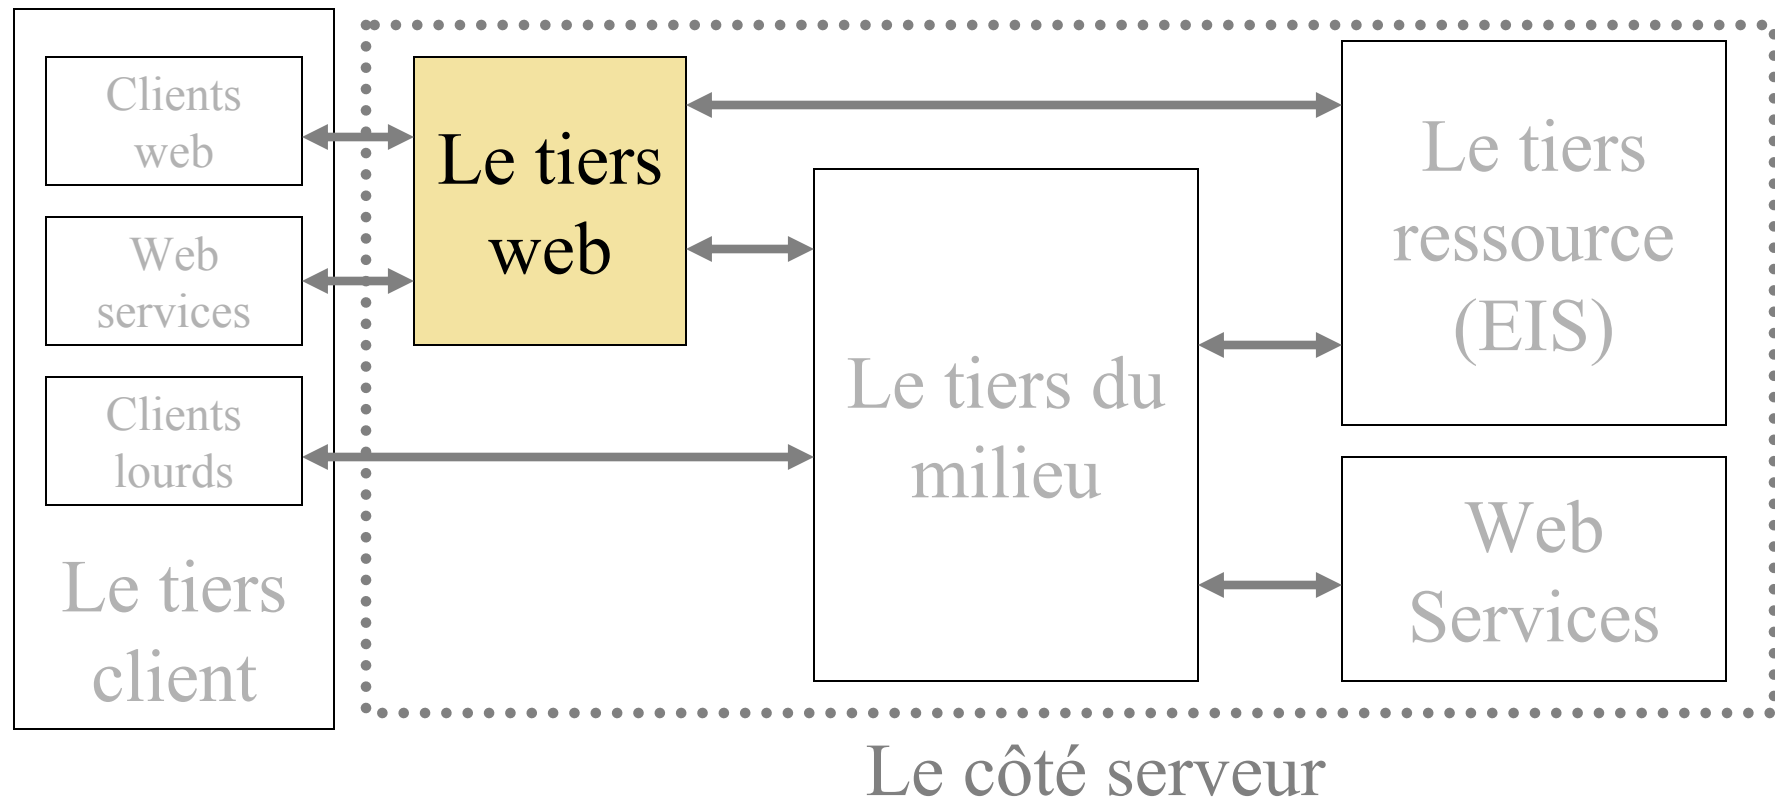 Clients
web
Web
services
Clients
lourds
Le tiers
client
Le tiers
web
Le tiers du
milieu
Le tiers
ressource
(EIS)
Web
Services
Le côté serveur